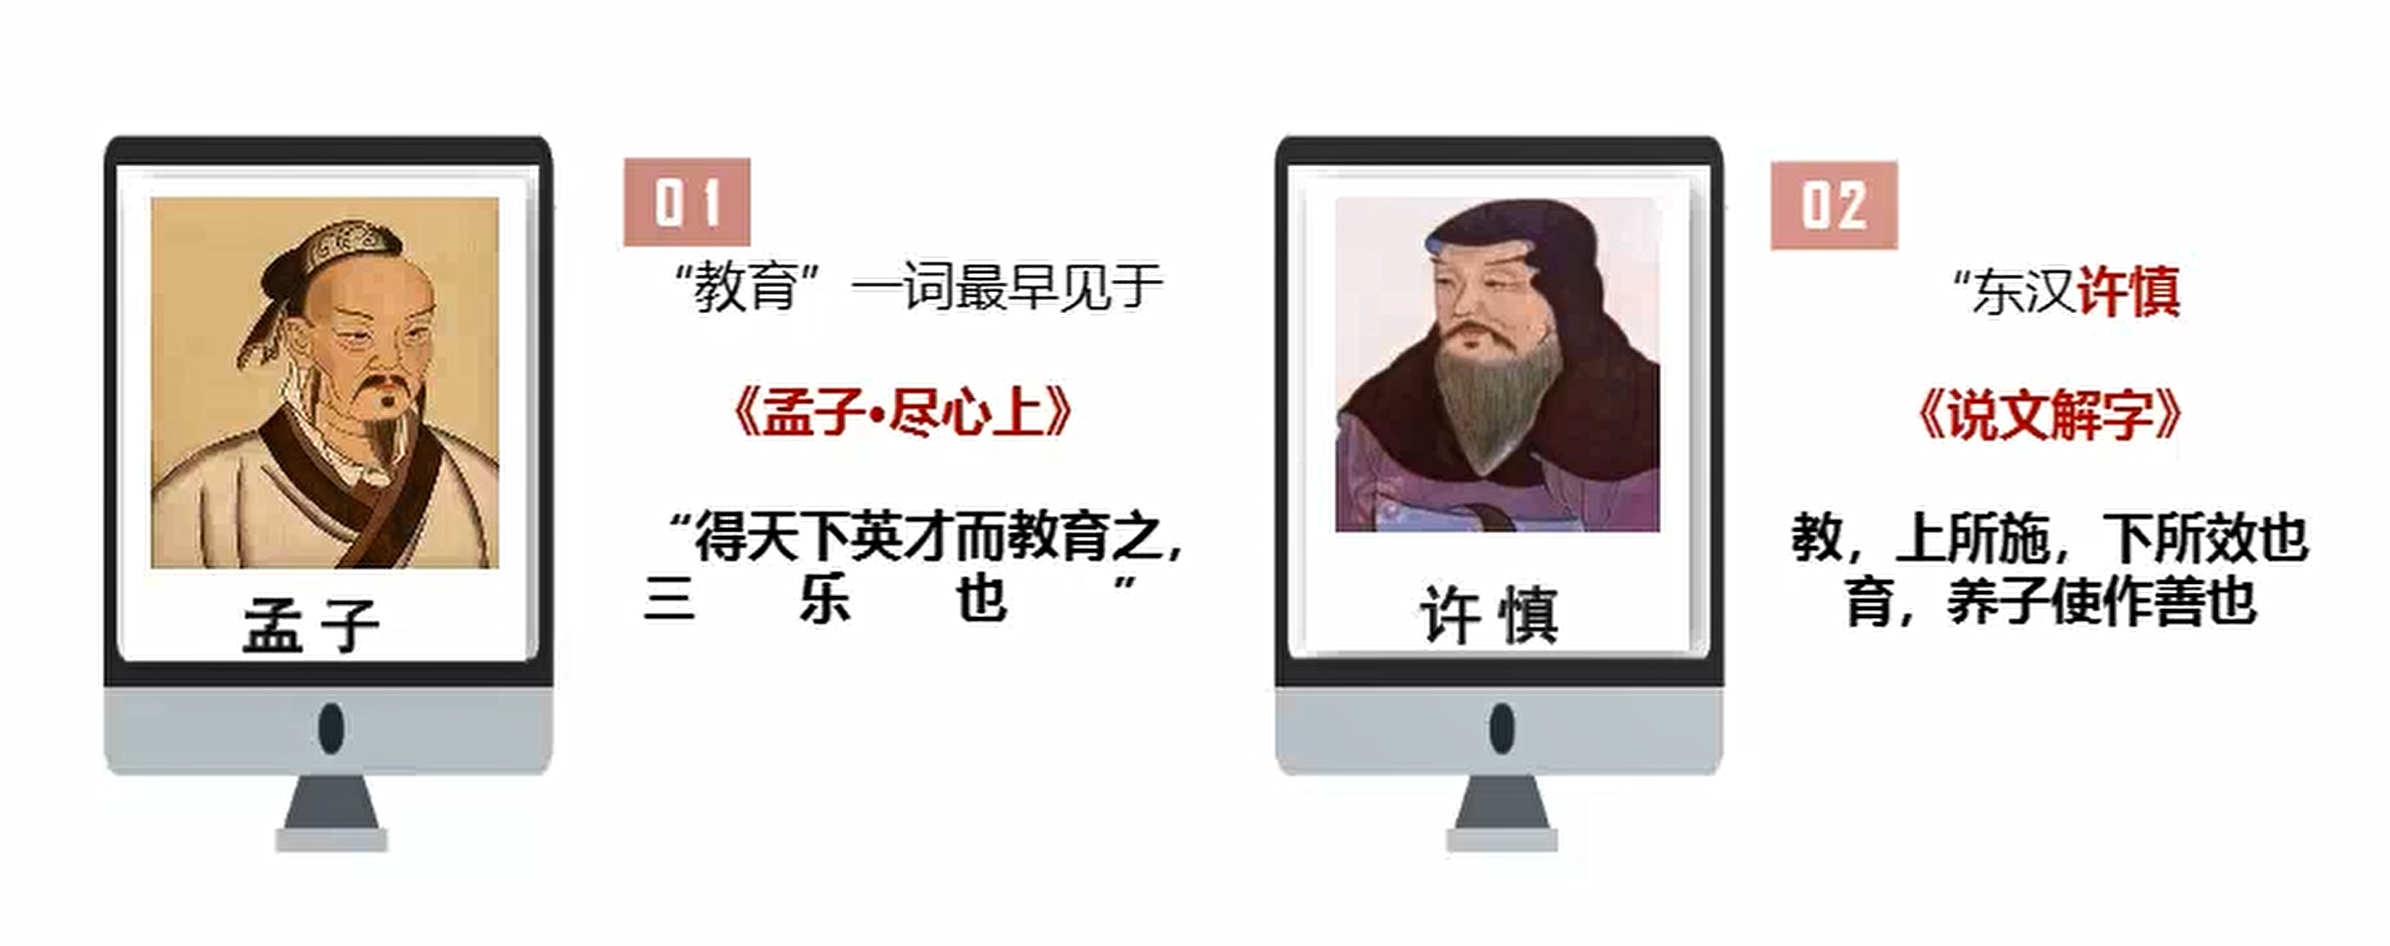 孟子
01
“教育”一词最早见于
《孟子·尽心上》
“得天下英才而教育之，
三乐也”
许慎
02
“东汉许慎
《说文解字》
教，上所施，下所效也
育，养子使作善也